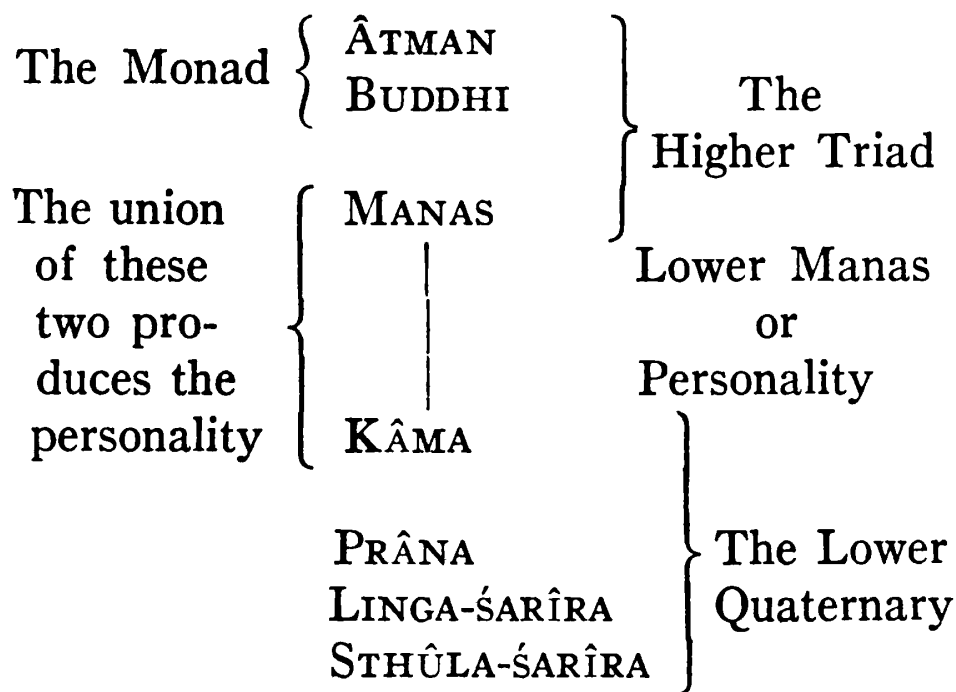 The Monad
ÂTMAN
BUDDHI
The
Higher Triad
The union
of these
two pro-
duces the
personality
MANAS
KÂMA
Lower Manas
or
Personality
PRÂNA
LINGA-ŚARÎRA
STHÛLA-ŚARÎRA
The Lower
Quaternary